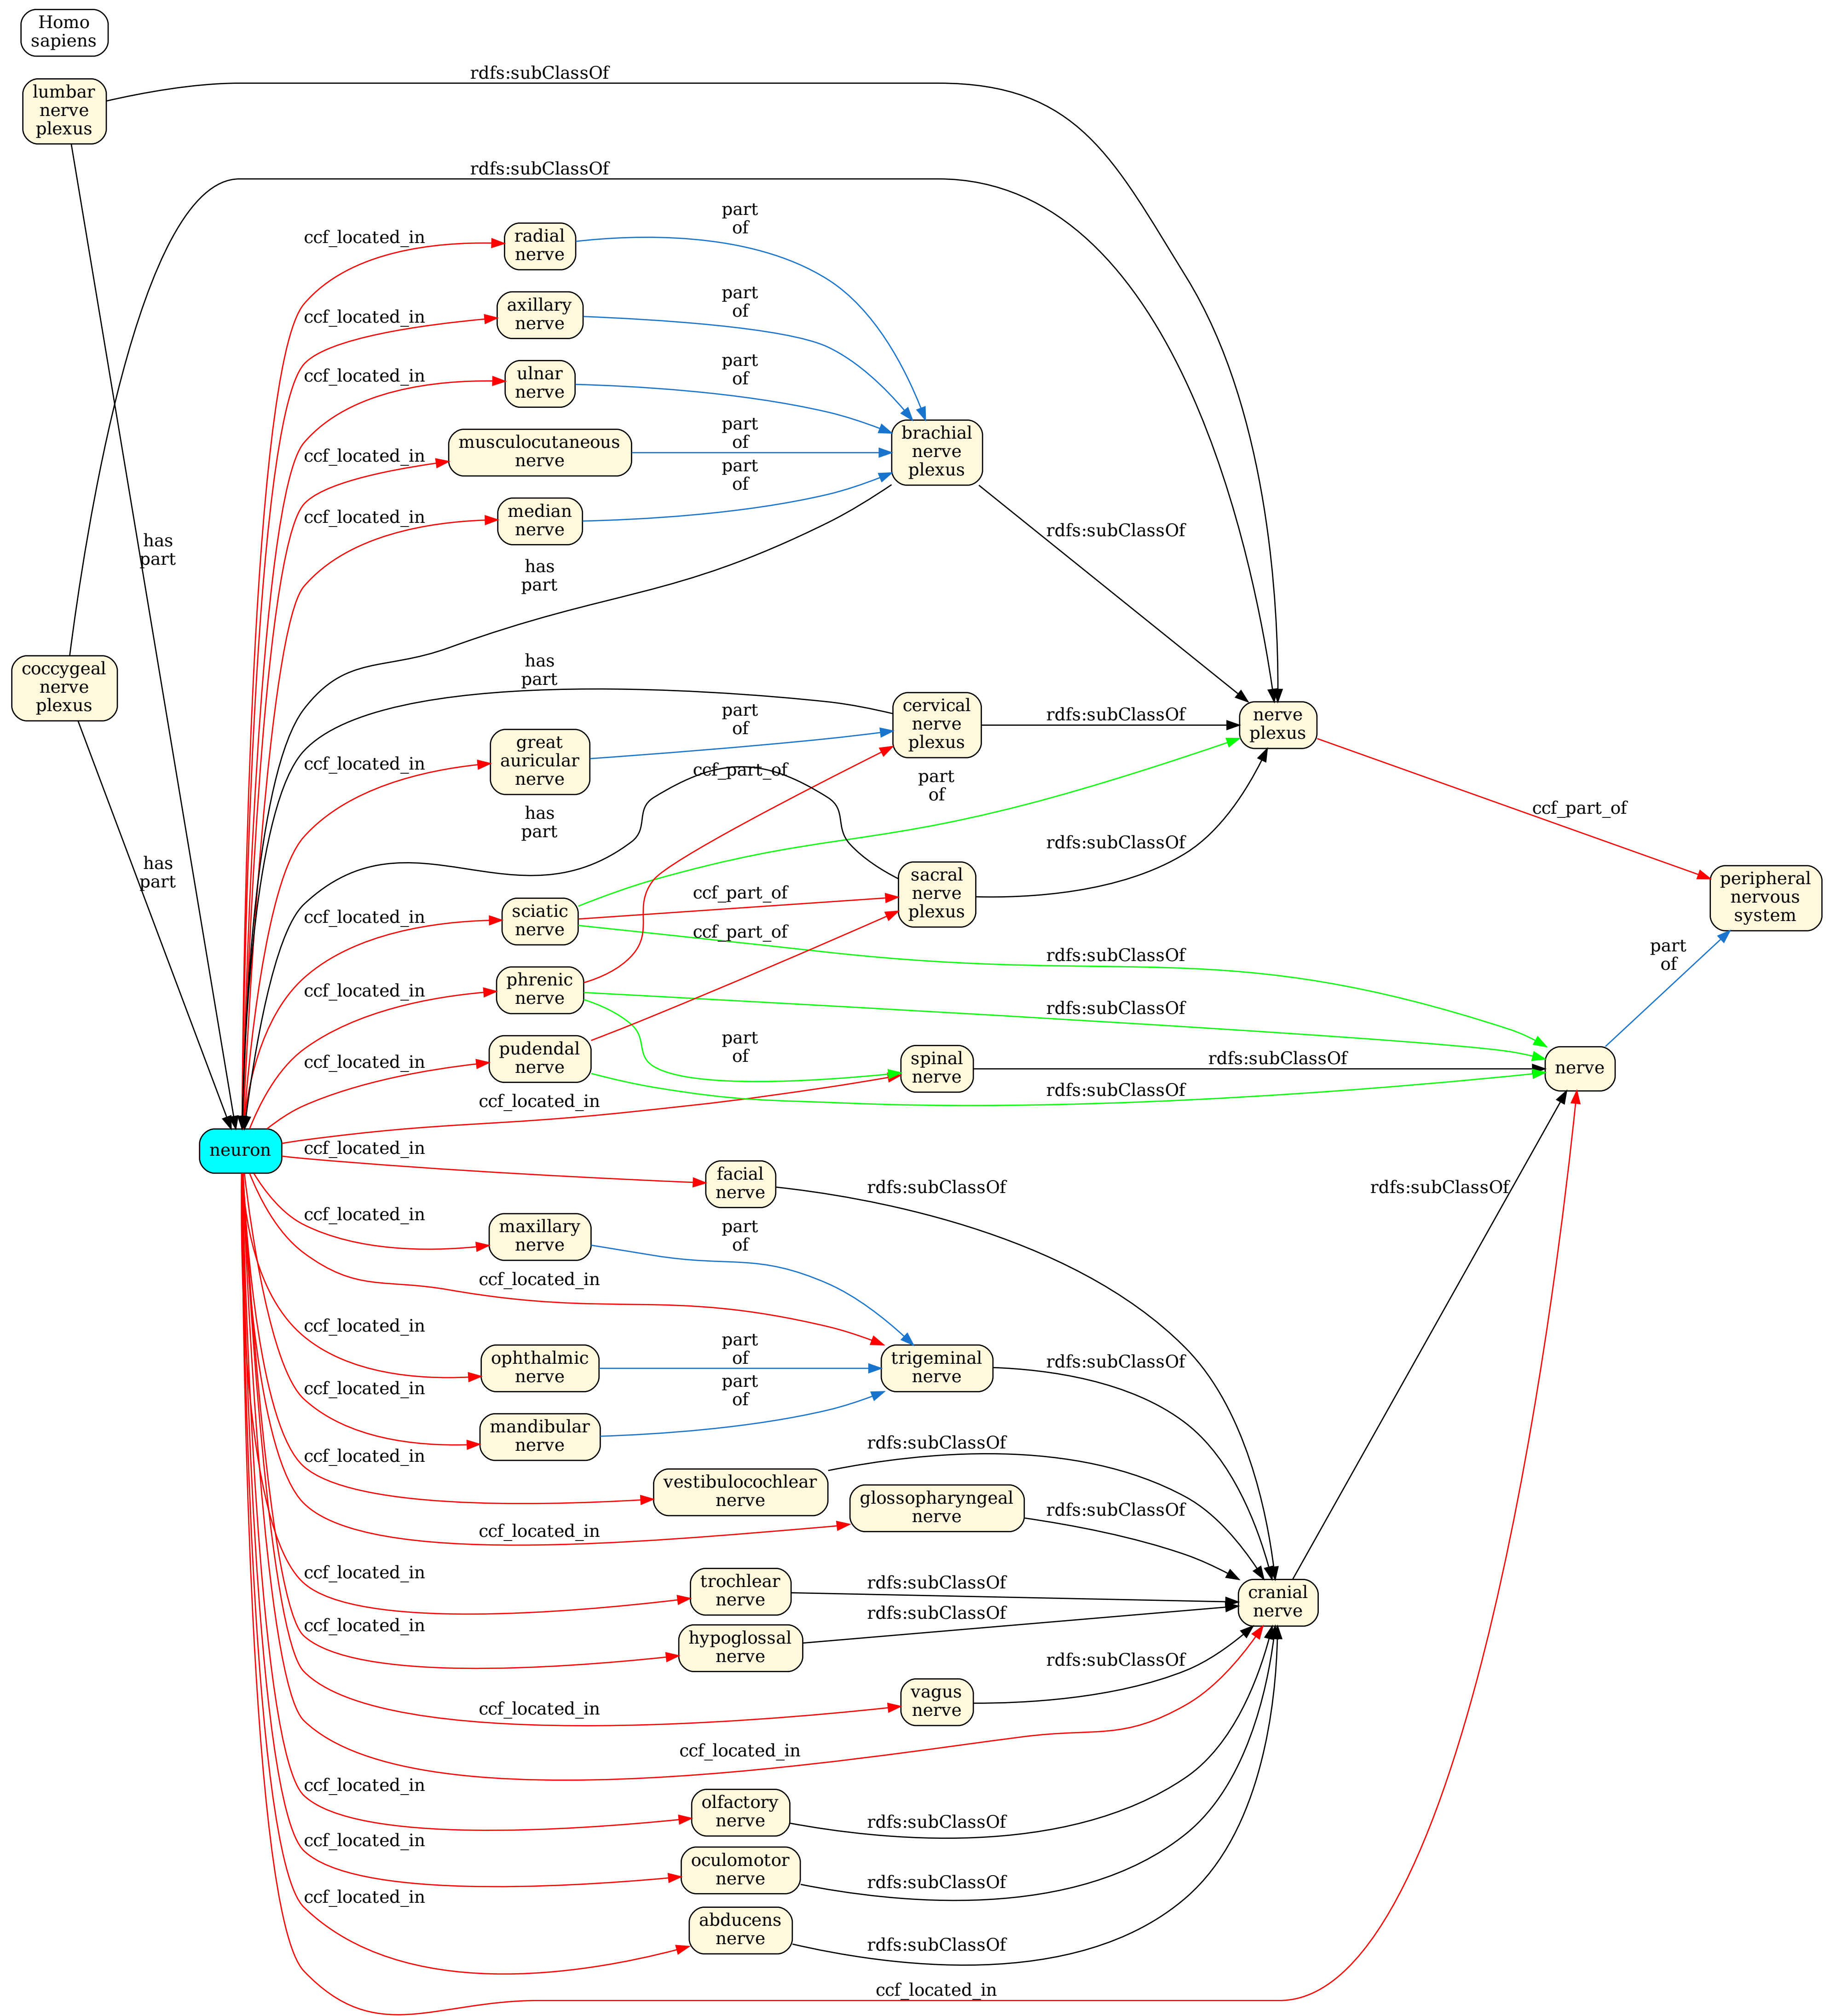 Homo
sapiens
lumbar
nerve
plexus
rdfs:subClassOf
rdfs:subClassOf
part
of
radial
nerve
ccf_located_in
part
of
axillary
nerve
ccf_located_in
part
of
ulnar
nerve
ccf_located_in
part
of
musculocutaneous
nerve
ccf_located_in
brachial
nerve
plexus
part
of
median
nerve
ccf_located_in
rdfs:subClassOf
has
part
has
part
has
part
coccygeal
nerve
plexus
cervical
nerve
plexus
rdfs:subClassOf
nerve
plexus
part
of
great
auricular
nerve
ccf_located_in
ccf_part_of
part
of
has
part
ccf_part_of
rdfs:subClassOf
has
part
sacral
nerve
plexus
peripheral
nervous
system
ccf_part_of
sciatic
nerve
ccf_located_in
ccf_part_of
rdfs:subClassOf
part
of
phrenic
nerve
ccf_located_in
rdfs:subClassOf
pudendal
nerve
ccf_located_in
part
of
spinal
nerve
rdfs:subClassOf
nerve
rdfs:subClassOf
ccf_located_in
neuron
ccf_located_in
facial
nerve
rdfs:subClassOf
rdfs:subClassOf
maxillary
nerve
ccf_located_in
part
of
ccf_located_in
ccf_located_in
ophthalmic
nerve
part
of
trigeminal
nerve
rdfs:subClassOf
ccf_located_in
mandibular
nerve
part
of
ccf_located_in
vestibulocochlear
nerve
rdfs:subClassOf
glossopharyngeal
nerve
rdfs:subClassOf
ccf_located_in
ccf_located_in
trochlear
nerve
rdfs:subClassOf
cranial
nerve
ccf_located_in
hypoglossal
nerve
rdfs:subClassOf
vagus
nerve
rdfs:subClassOf
ccf_located_in
ccf_located_in
ccf_located_in
olfactory
nerve
rdfs:subClassOf
ccf_located_in
oculomotor
nerve
rdfs:subClassOf
ccf_located_in
abducens
nerve
rdfs:subClassOf
ccf_located_in